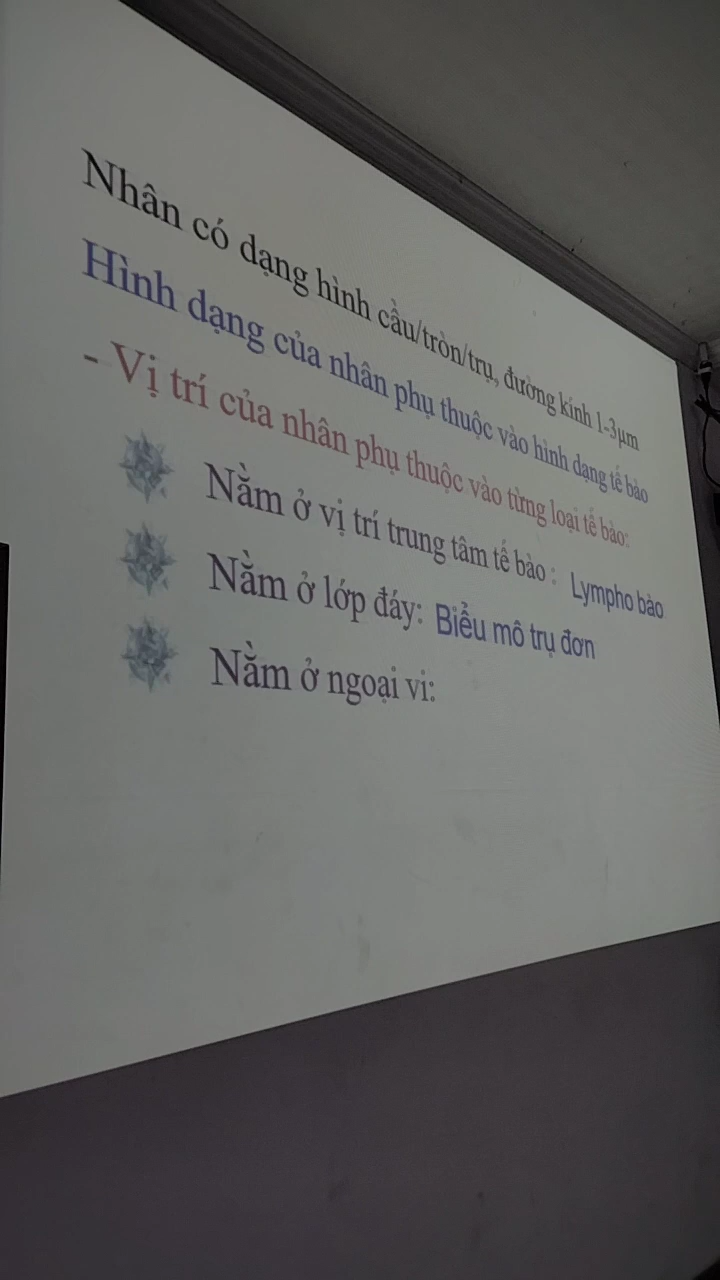 Nhân có dạng hình cầu/tròn/trụ, đường kính 1-3µm
Hình dạng của nhân phụ thuộc vào hình dạng tế bào
- Vị trí của nhân phụ thuộc vào từng loại tế bào:
Nằm ở vị trí trung tâm tế bào : Lympho bào
Nằm ở lớp đáy: Biểu mô trụ đơn
Nằm ở ngoại vi: